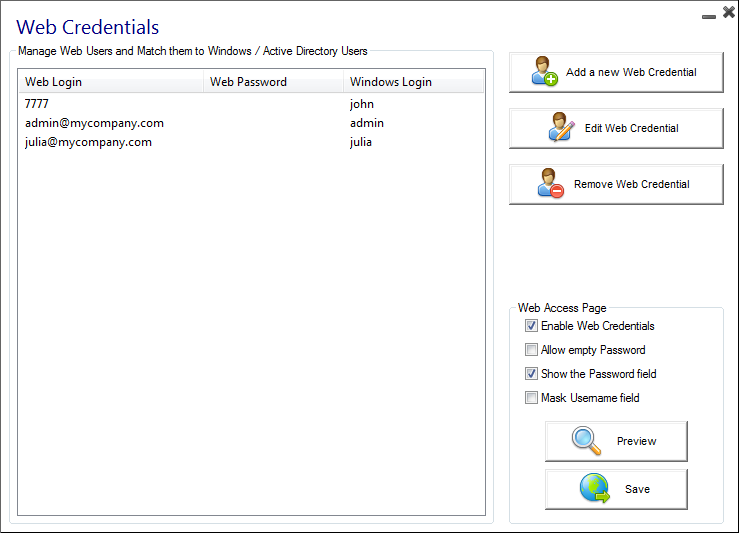 Web Credentials
Manage Web Users and Match them to Windows / Active Directory Users
Web Login Web Password Windows Login
7777 john
admin@mycompany.com admin
julia@mycompany.com julia
Add a new Web Credential
Edit Web Credential
Remove Web Credential
Web Access Page
Enable Web Credentials
Allow empty Password
Show the Password field
Mask Username field
Preview
Save